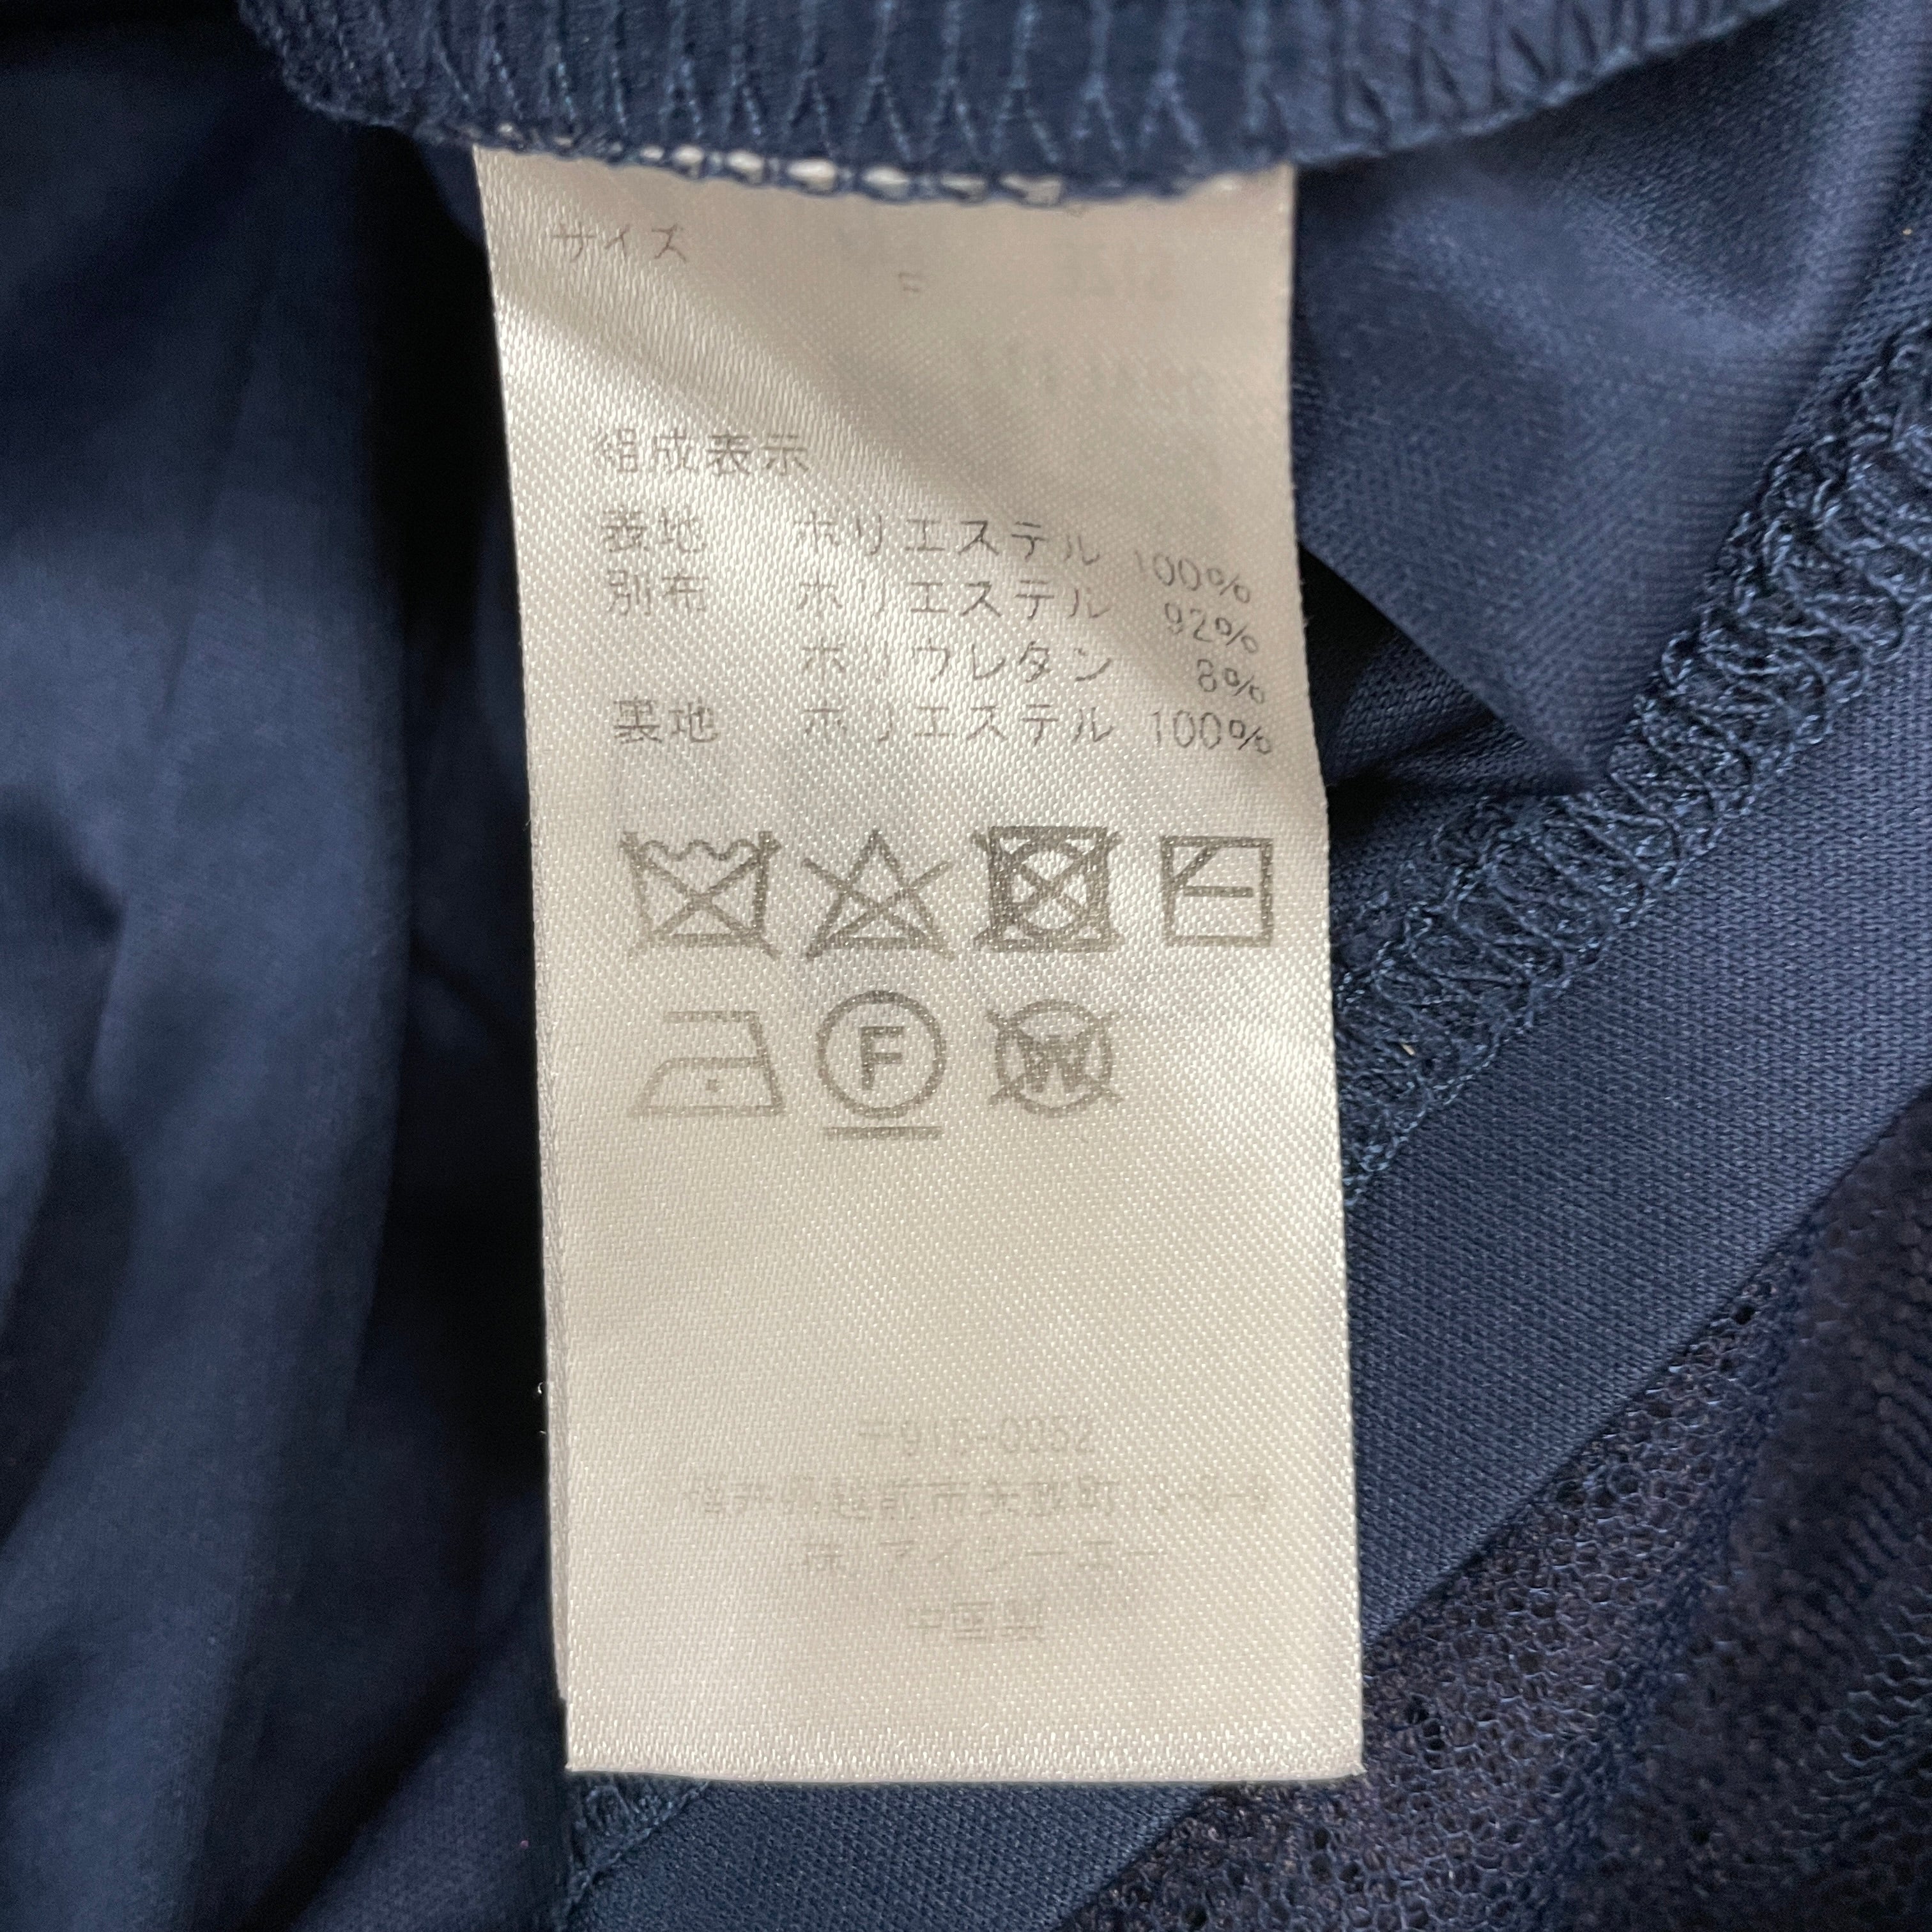 サイズ
F
組成表示
表地 ポリエステル 100%
別布 ポリエステル 92%
ポリウレタン 8%
裏地 ポリエステル 100%
F
W
〒915-0052
中国製